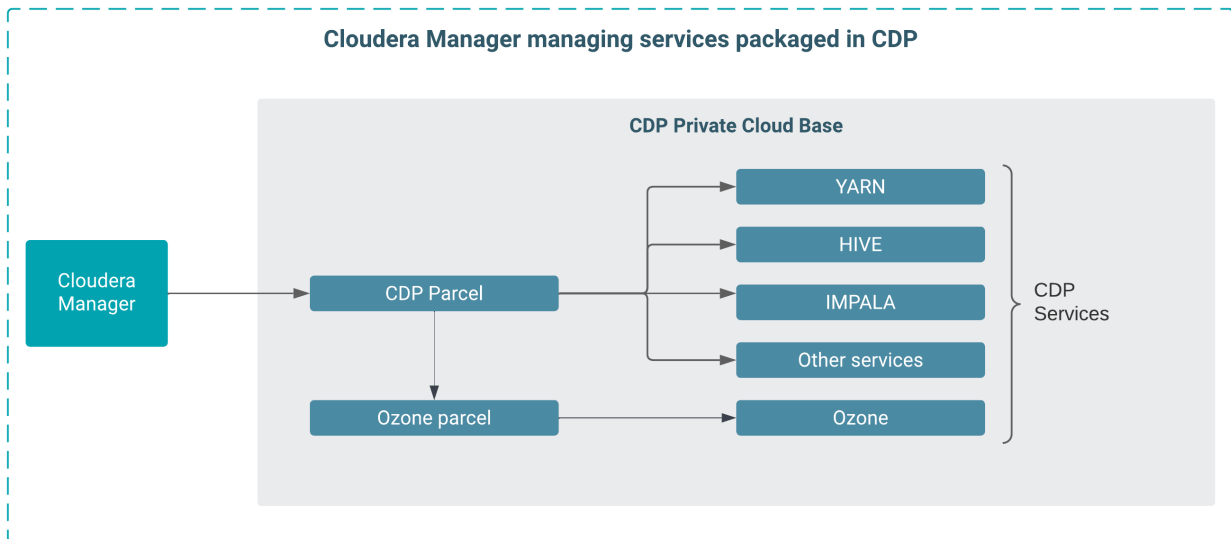 Cloudera Manager managing services packaged in CDP
CDP Private Cloud Base
YARN
HIVE
Cloudera
Manager
CDP Parcel
IMPALA
CDP
Services
Other services
Ozone parcel
Ozone